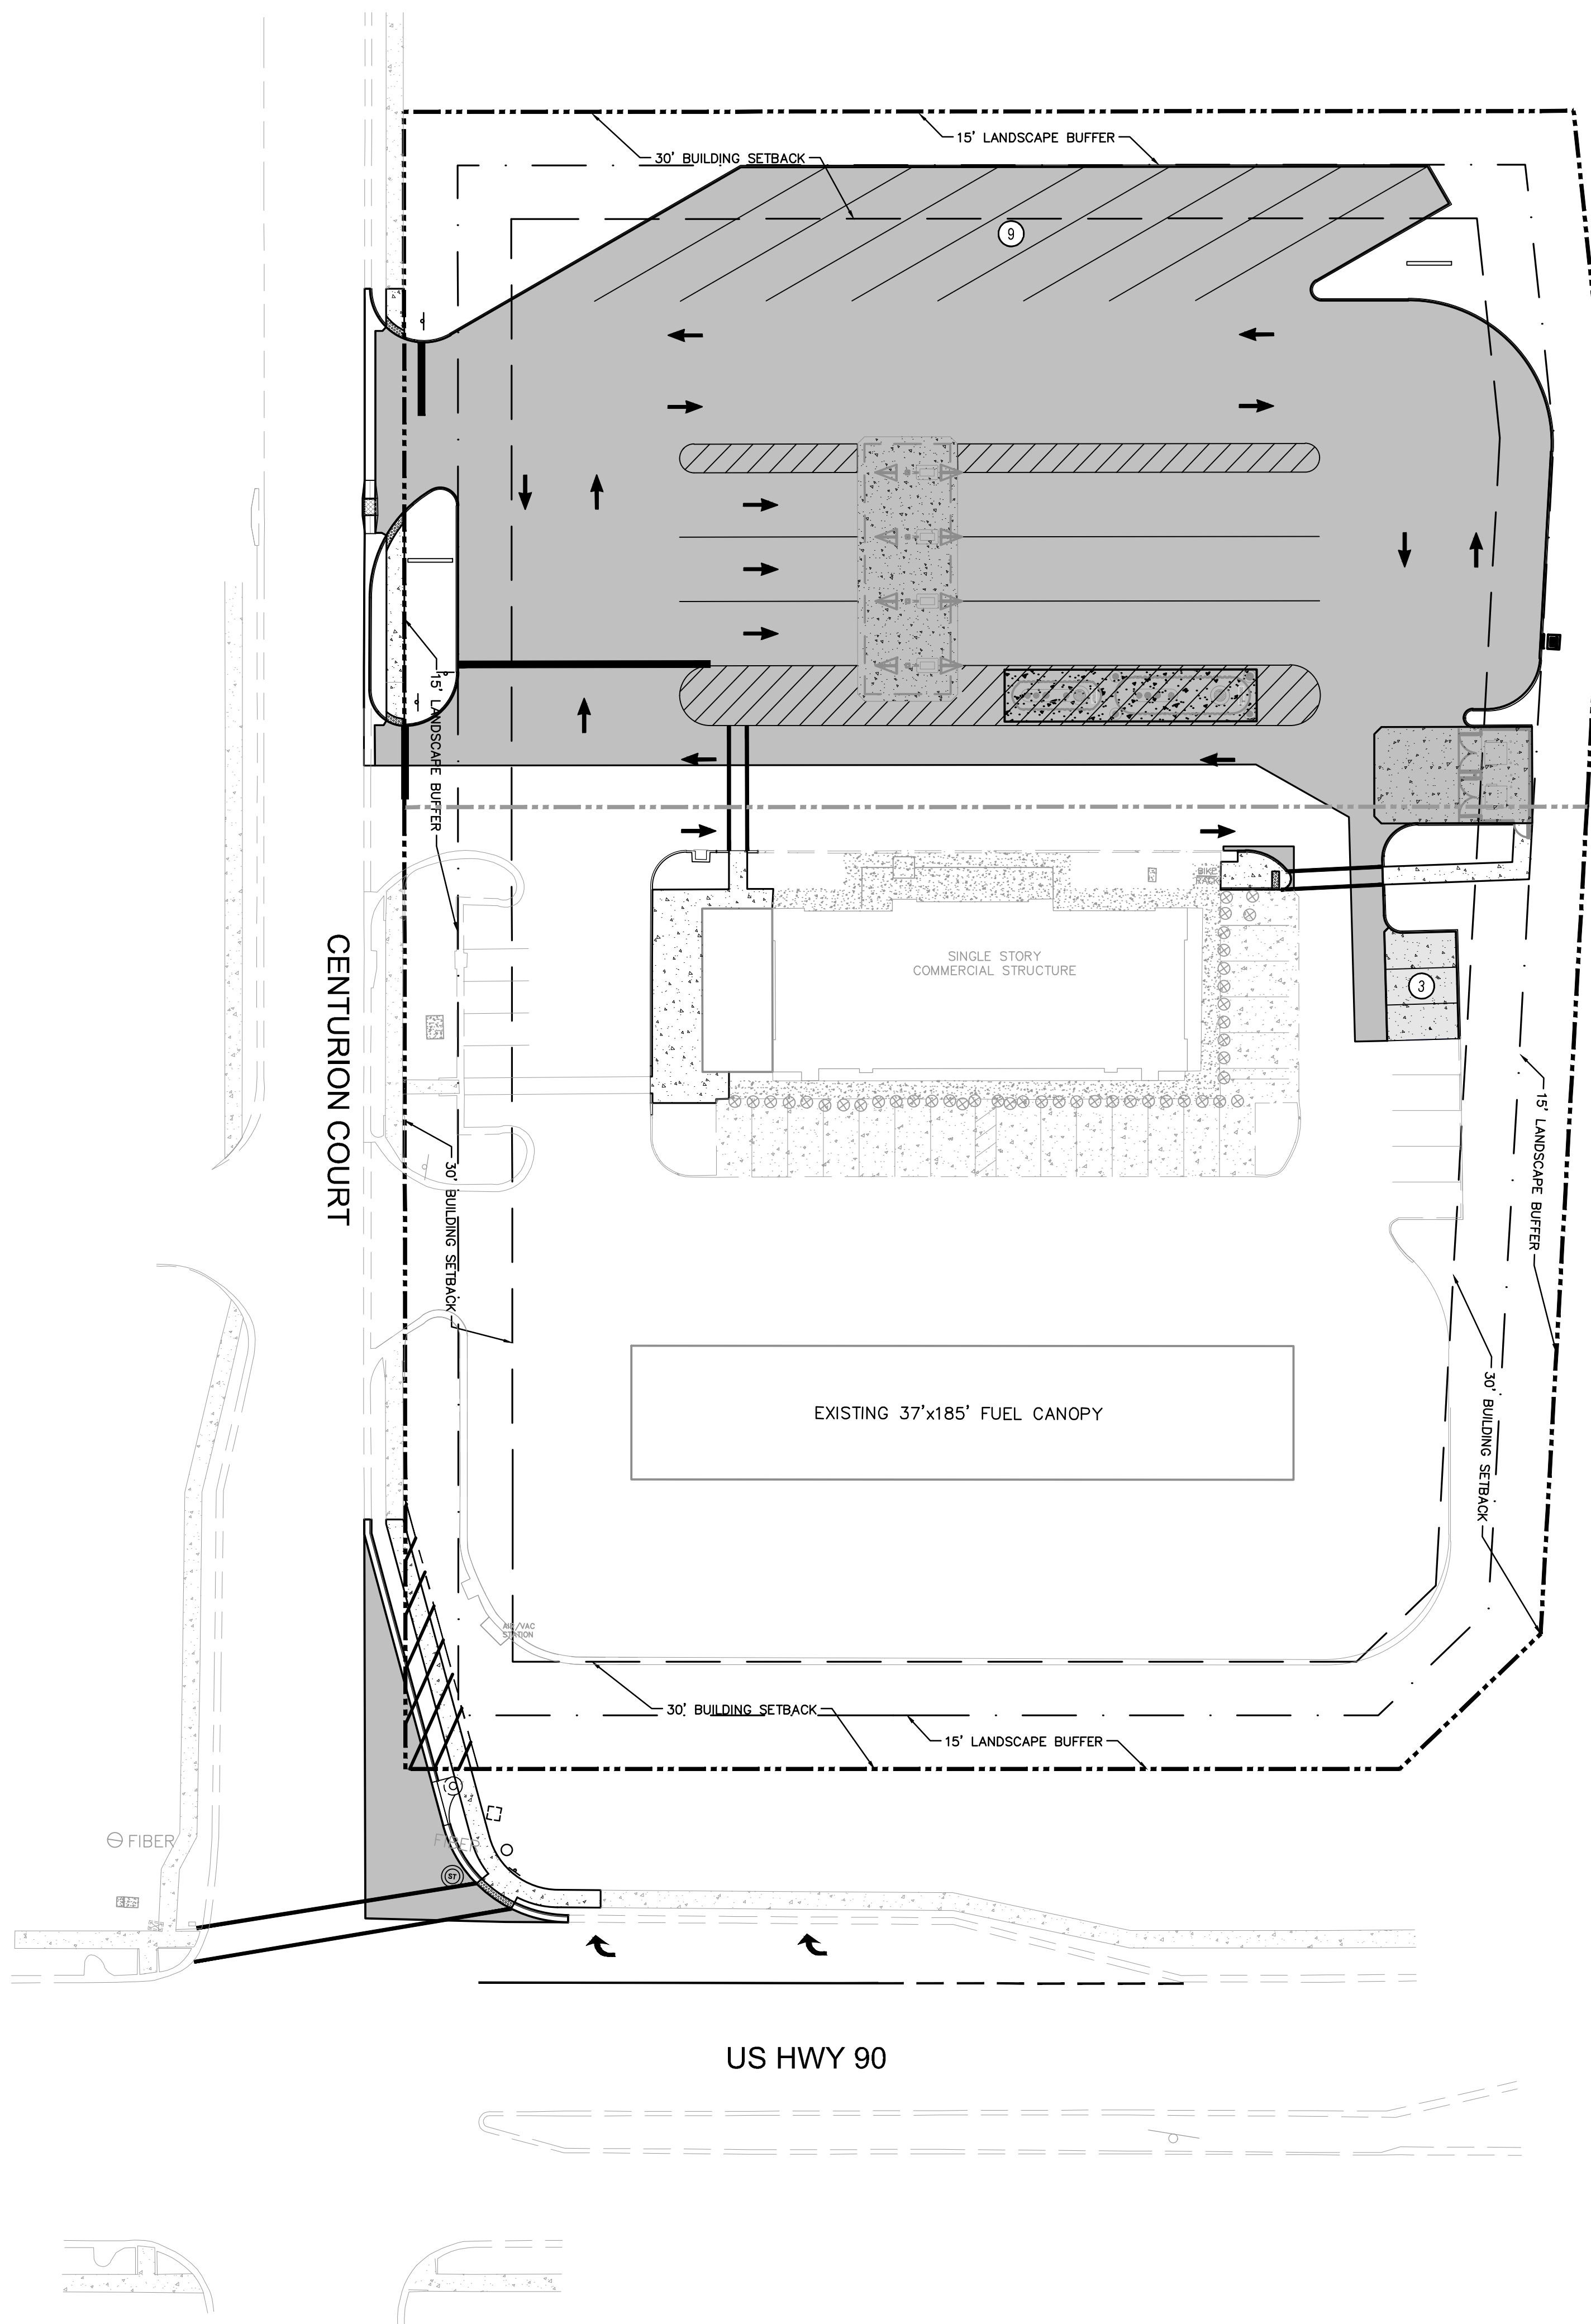 15' LANDSCAPE BUFFER
30' BUILDING SETBACK
9
15' LANDSCAPE BUFFER
BIKE
RACK
SINGLE STORY
COMMERCIAL STRUCTURE
3
CENTURION COURT
15' LANDSCAPE BUFFER
30' BUILDING SETBACK
30' BUILDING SETBACK
EXISTING 37'x185' FUEL CANOPY
AIR/VAC
STATION
30' BUILDING SETBACK
15' LANDSCAPE BUFFER
FIBER
FIBER
ST
US HWY 90